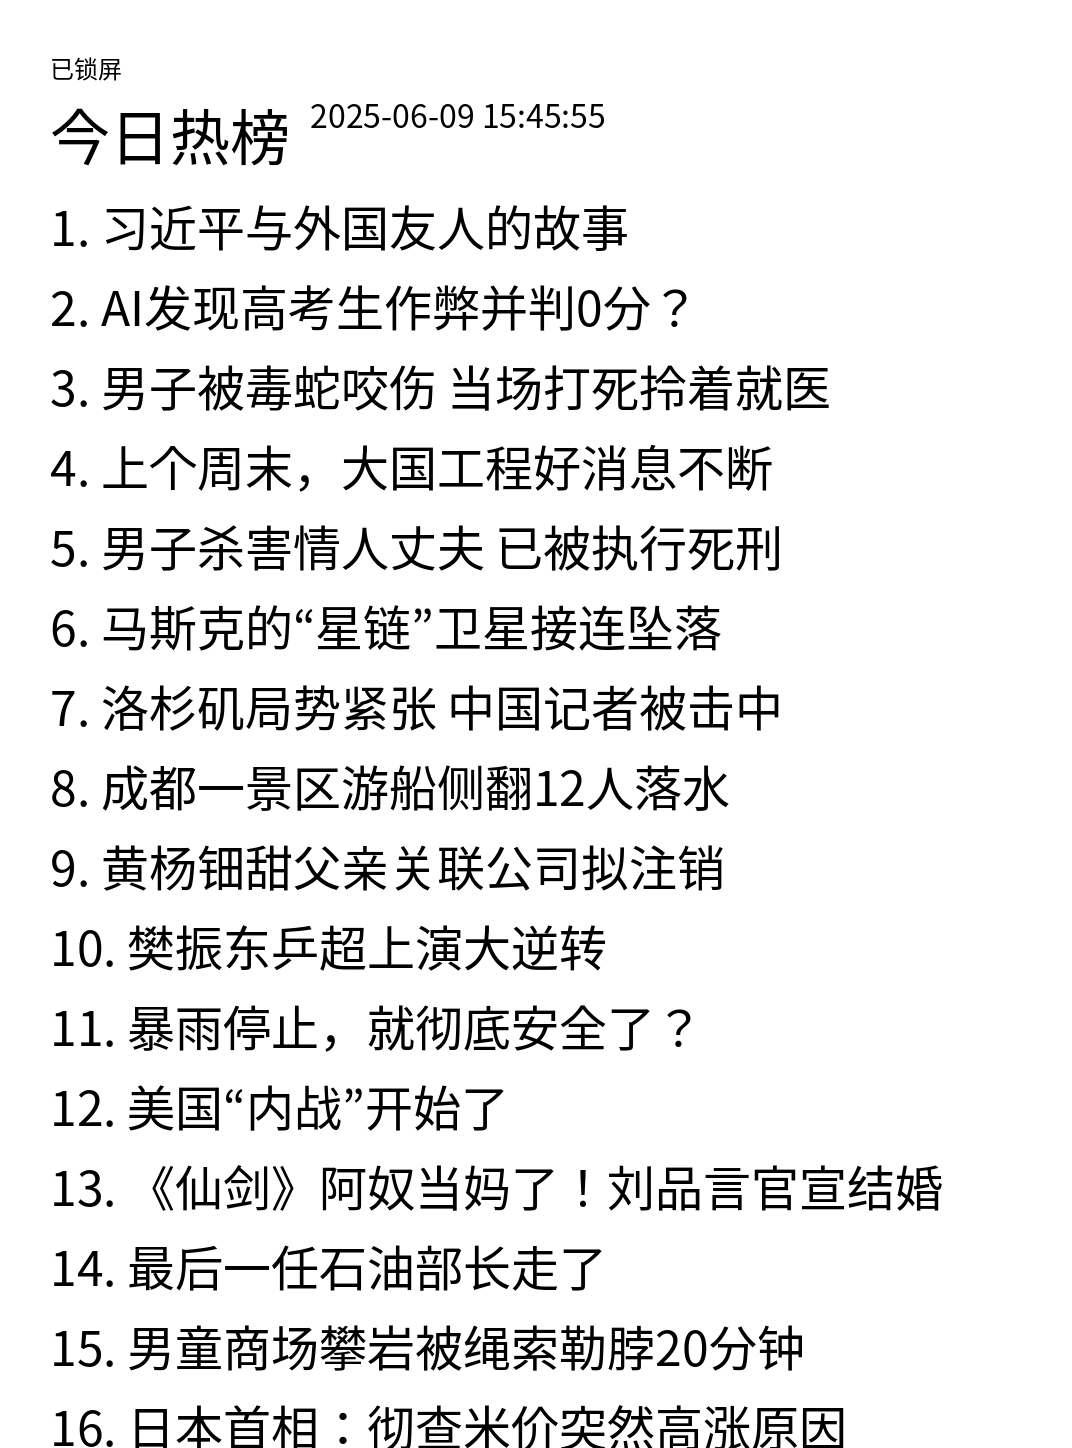 已锁屏
今日热榜 2025-06-09 15:45:55
1. 习近平与外国友人的故事
2. AI发现高考生作弊并判0分？
3. 男子被毒蛇咬伤 当场打死拎着就医
4. 上个周末，大国工程好消息不断
5. 男子杀害情人丈夫 已被执行死刑
6. 马斯克的“星链”卫星接连坠落
7. 洛杉矶局势紧张 中国记者被击中
8. 成都一景区游船侧翻12人落水
9. 黄杨钿甜父亲关联公司拟注销
10. 樊振东乒超上演大逆转
11. 暴雨停止，就彻底安全了？
12. 美国“内战”开始了
13. 《仙剑》阿奴当妈了！刘品言官宣结婚
14. 最后一任石油部长走了
15. 男童商场攀岩被绳索勒脖20分钟
16. 日本首相：彻查米价突然高涨原因